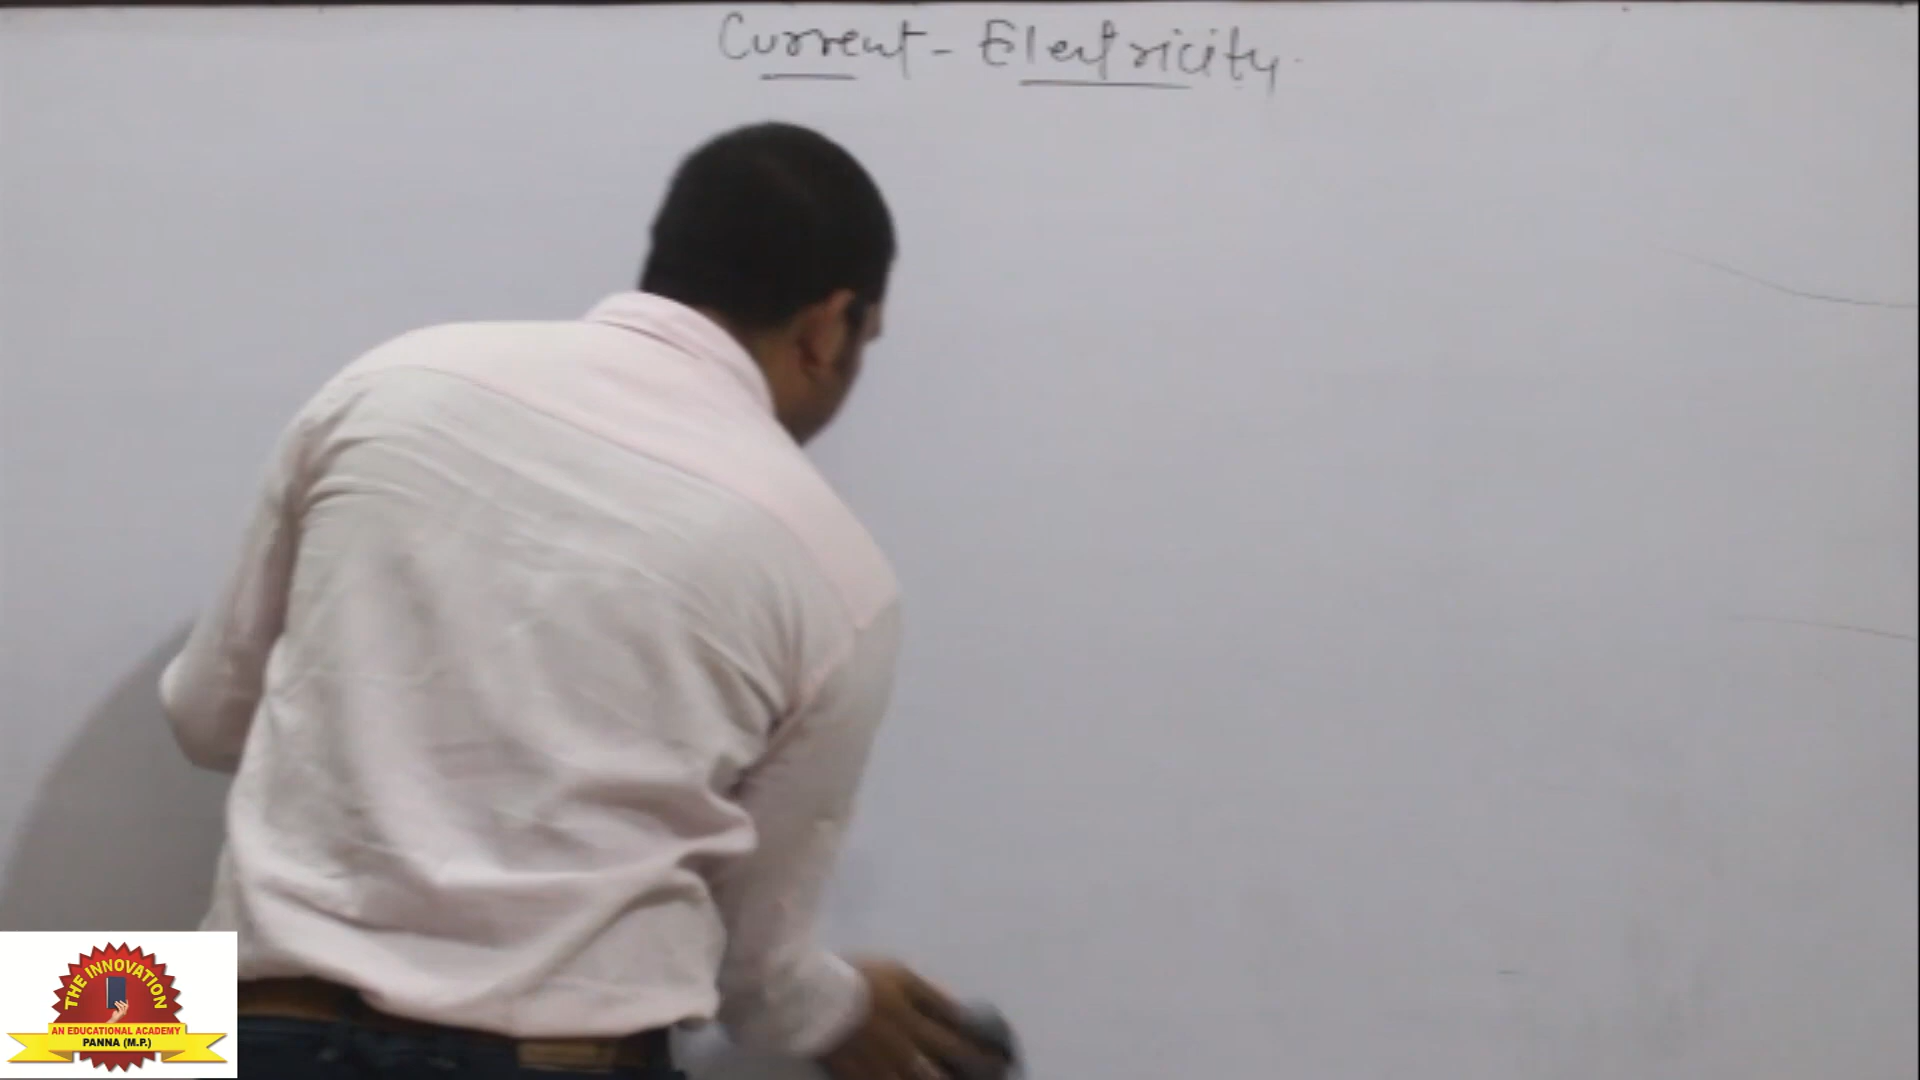 Current - Electricity.
THE INNOVATION
AN EDUCATIONAL ACADEMY
PANNA (M.P.)